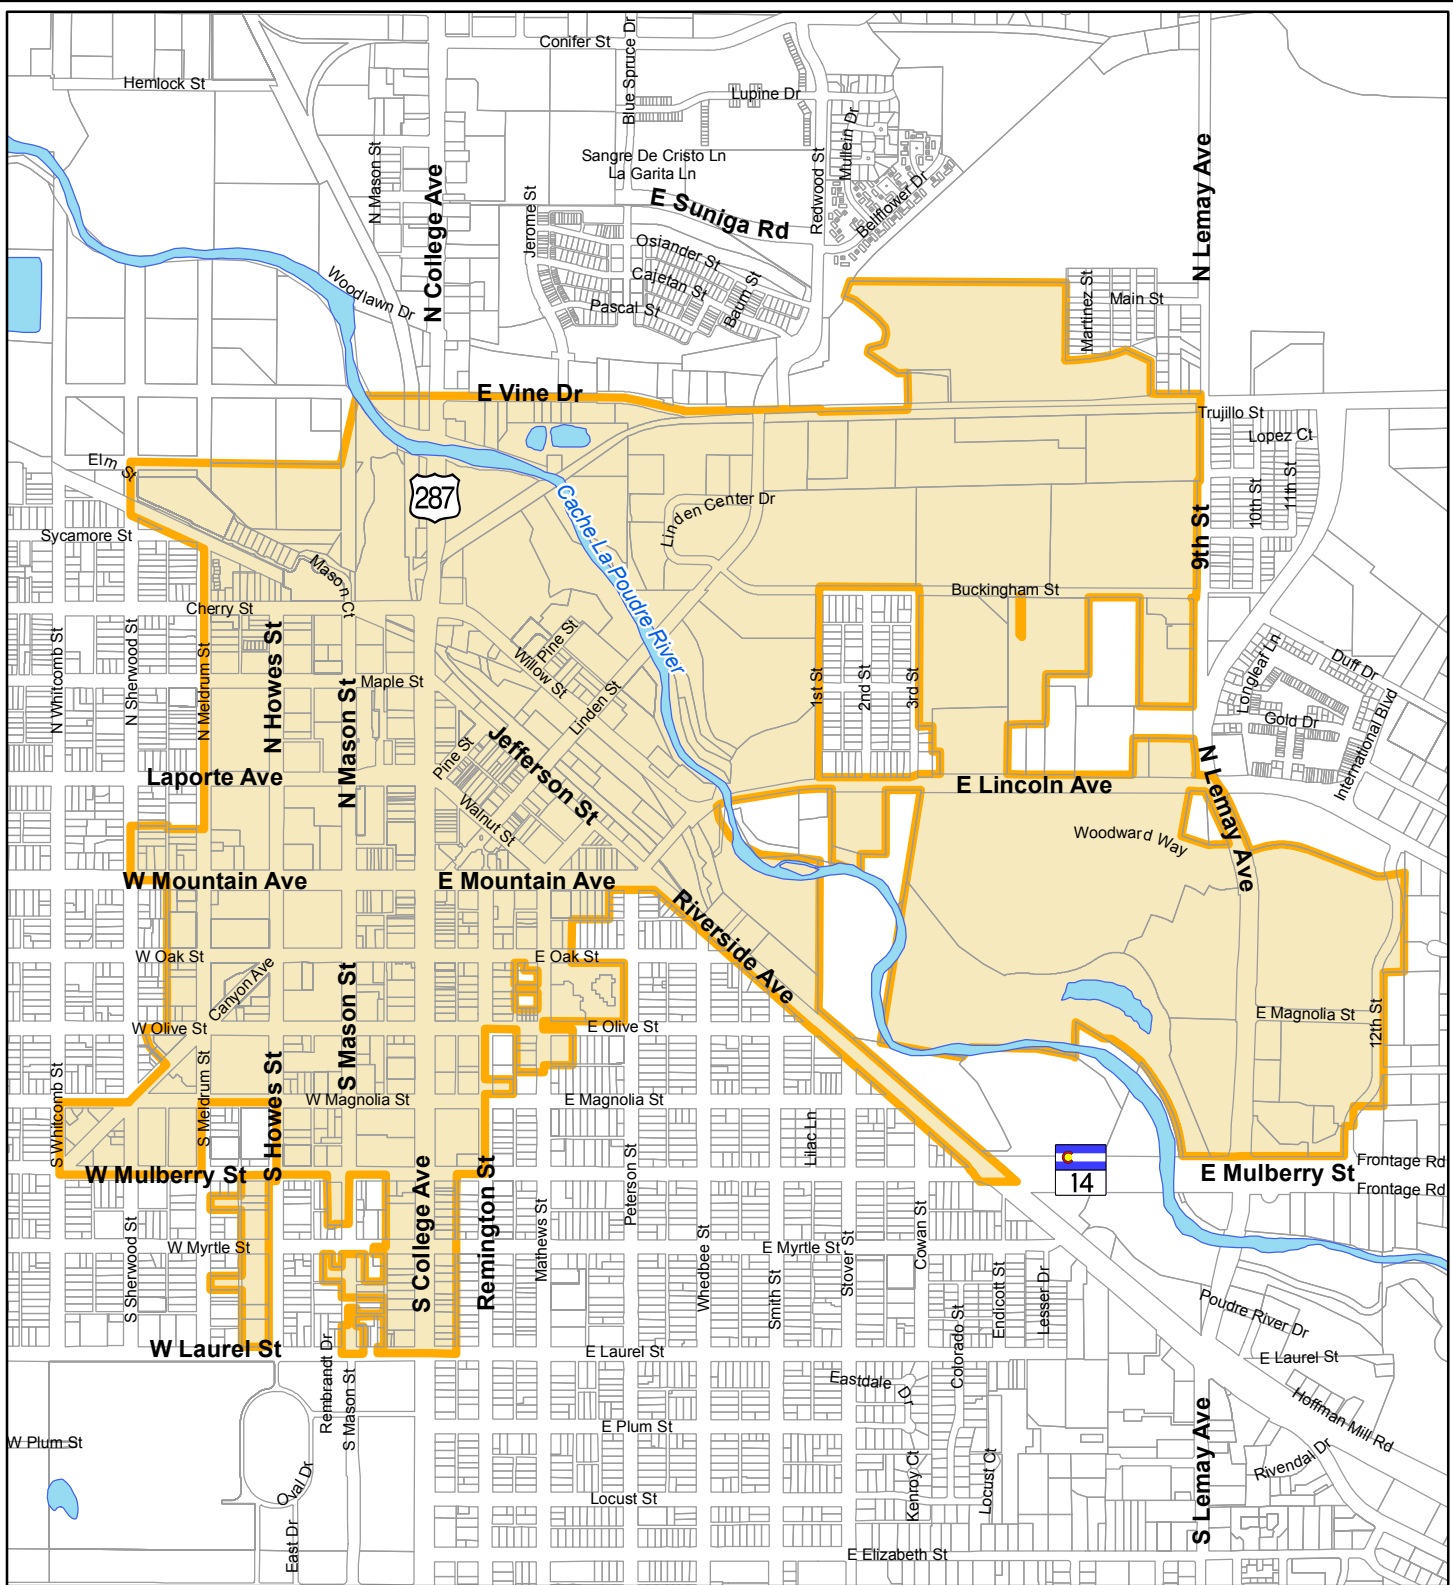 Conifer St
Blue Spruce Dr
Hemlock St
Lupine Dr
Mullein Dr
N Mason St
N College Ave
Sangre De Cristo Ln
La Garita Ln
Redwood St
Bellflower Dr
N Lemay Ave
Jerome St
E Suniga Rd
Osiander St
Cajetan St
Baum St
Pascal St
Woodlawn Dr
Martinez St
Main St
E Vine Dr
Trujillo St
Lopez Ct
Elm St
287
Cache-La-Poudre-River
Linden Center Dr
10th St
11th St
9th St
Sycamore St
Mason Ct
Cherry St
Buckingham St
N Whitcomb St
N Sherwood St
N Meldrum St
N Howes St
Pine St
Willow St
Linden St
Maple St
N Mason St
1st St
2nd St
3rd St
Longleaf Ln
Duff Dr
Gold Dr
International Blvd
Jefferson St
Pine St
Laporte Ave
Walnut St
E Lincoln Ave
N Lemay Ave
Woodward Way
W Mountain Ave
E Mountain Ave
Riverside Ave
W Oak St
Canyon Ave
E Oak St
S Mason St
W Olive St
E Olive St
E Magnolia St
12th St
S Whitcomb St
S Meldrum St
S Howes St
W Magnolia St
E Magnolia St
Lilac Ln
C
14
W Mulberry St
E Mulberry St
Frontage Rd
Frontage Rd
S College Ave
Remington St
Peterson St
Mathews St
S Sherwood St
W Myrtle St
E Myrtle St
Whedbee St
Smith St
Stover St
Cowan St
Endicott St
Lesser Dr
Colorado St
Poudre River Dr
W Laurel St
E Laurel St
E Laurel St
Rembrandt Dr
S Mason St
Eastdale Dr
Hoffman Mill Rd
W Plum St
E Plum St
Rivendal Dr
S Lemay Ave
Oval Dr
East Dr
Locust St
Kenroy Ct
Locust Ct
E Elizabeth St